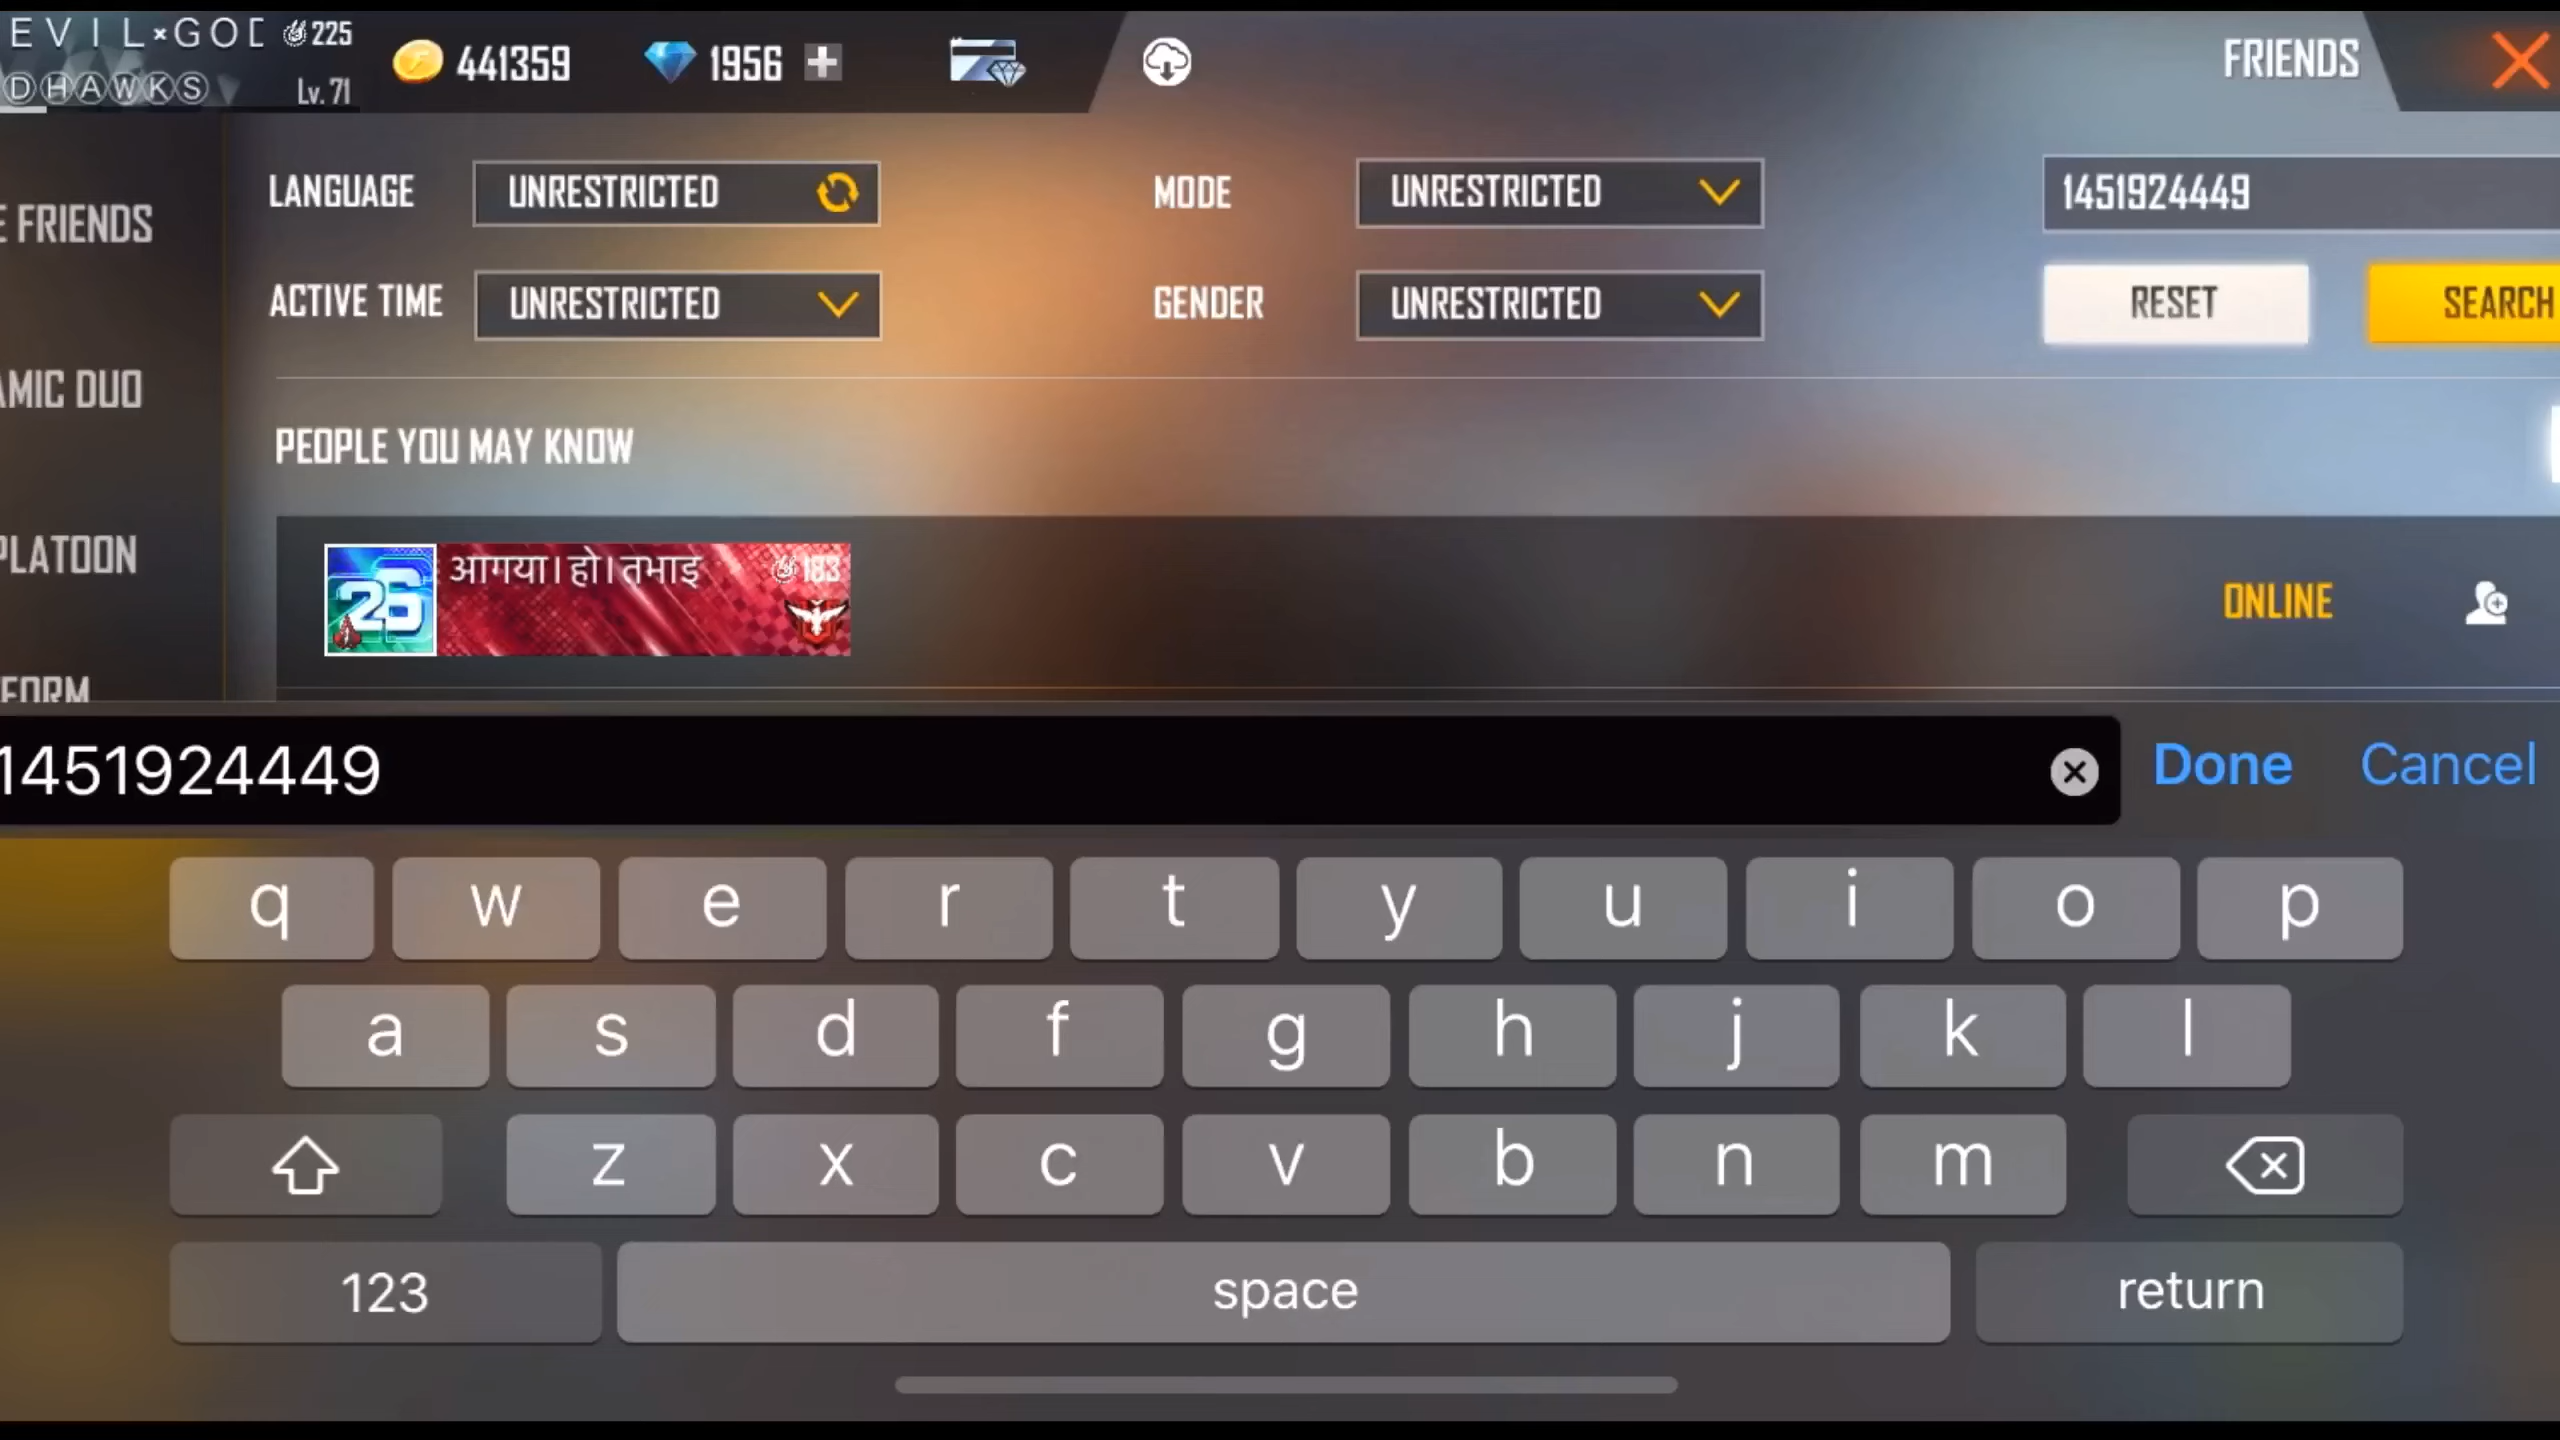 EVIL×GOD 225
DHAWKS Lv. 71
441359
1956
FRIENDS
LANGUAGE UNRESTRICTED
MODE UNRESTRICTED
1451924449
ACTIVE TIME UNRESTRICTED
GENDER UNRESTRICTED
RESET
SEARCH
E FRIENDS
AMIC DUO
PLATOON
FORM
PEOPLE YOU MAY KNOW
26
आगया।हो।तभाइ 183
ONLINE
1451924449
Done
Cancel
q w e r t y u i o p
a s d f g h j k l
z x c v b n m
123 space return